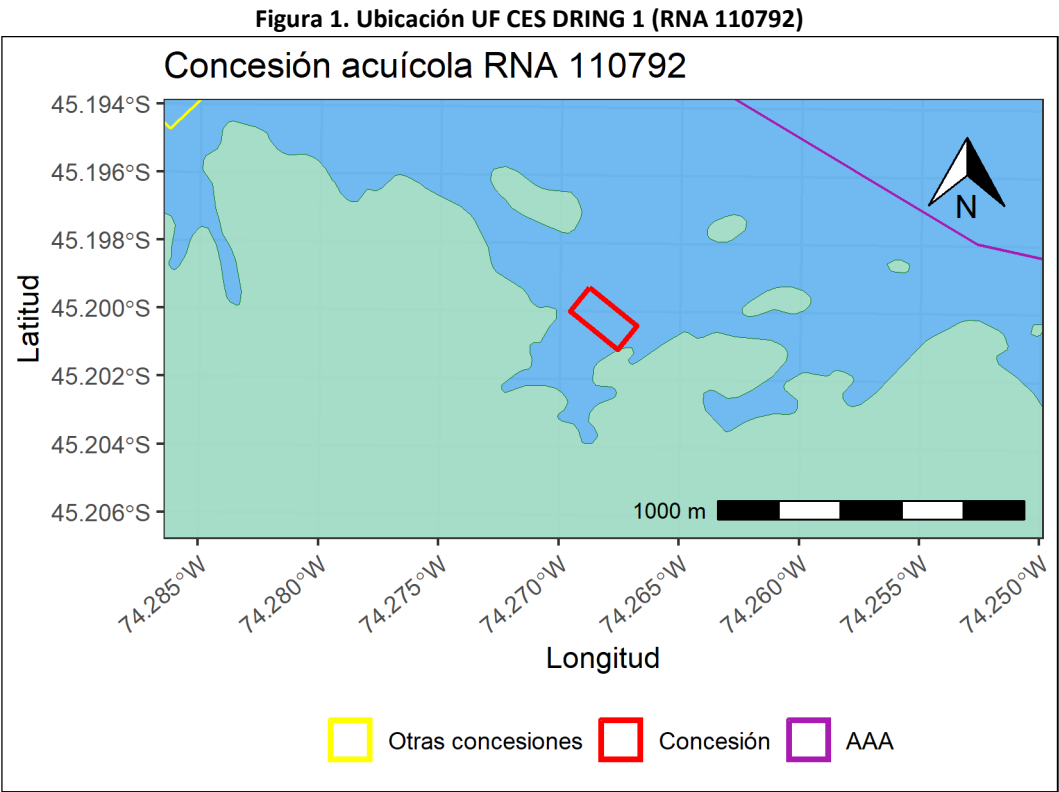 Figura 1. Ubicación UF CES DRING 1 (RNA 110792)
Concesión acuícola RNA 110792
45.194°S
45.196°S
45.198°S
45.200°S
45.202°S
45.204°S
45.206°S
Latitud
N
1000 m
74.285°W
74.280°W
74.275°W
74.270°W
74.265°W
74.260°W
74.255°W
74.250°W
Longitud
Otras concesiones
Concesión
AAA